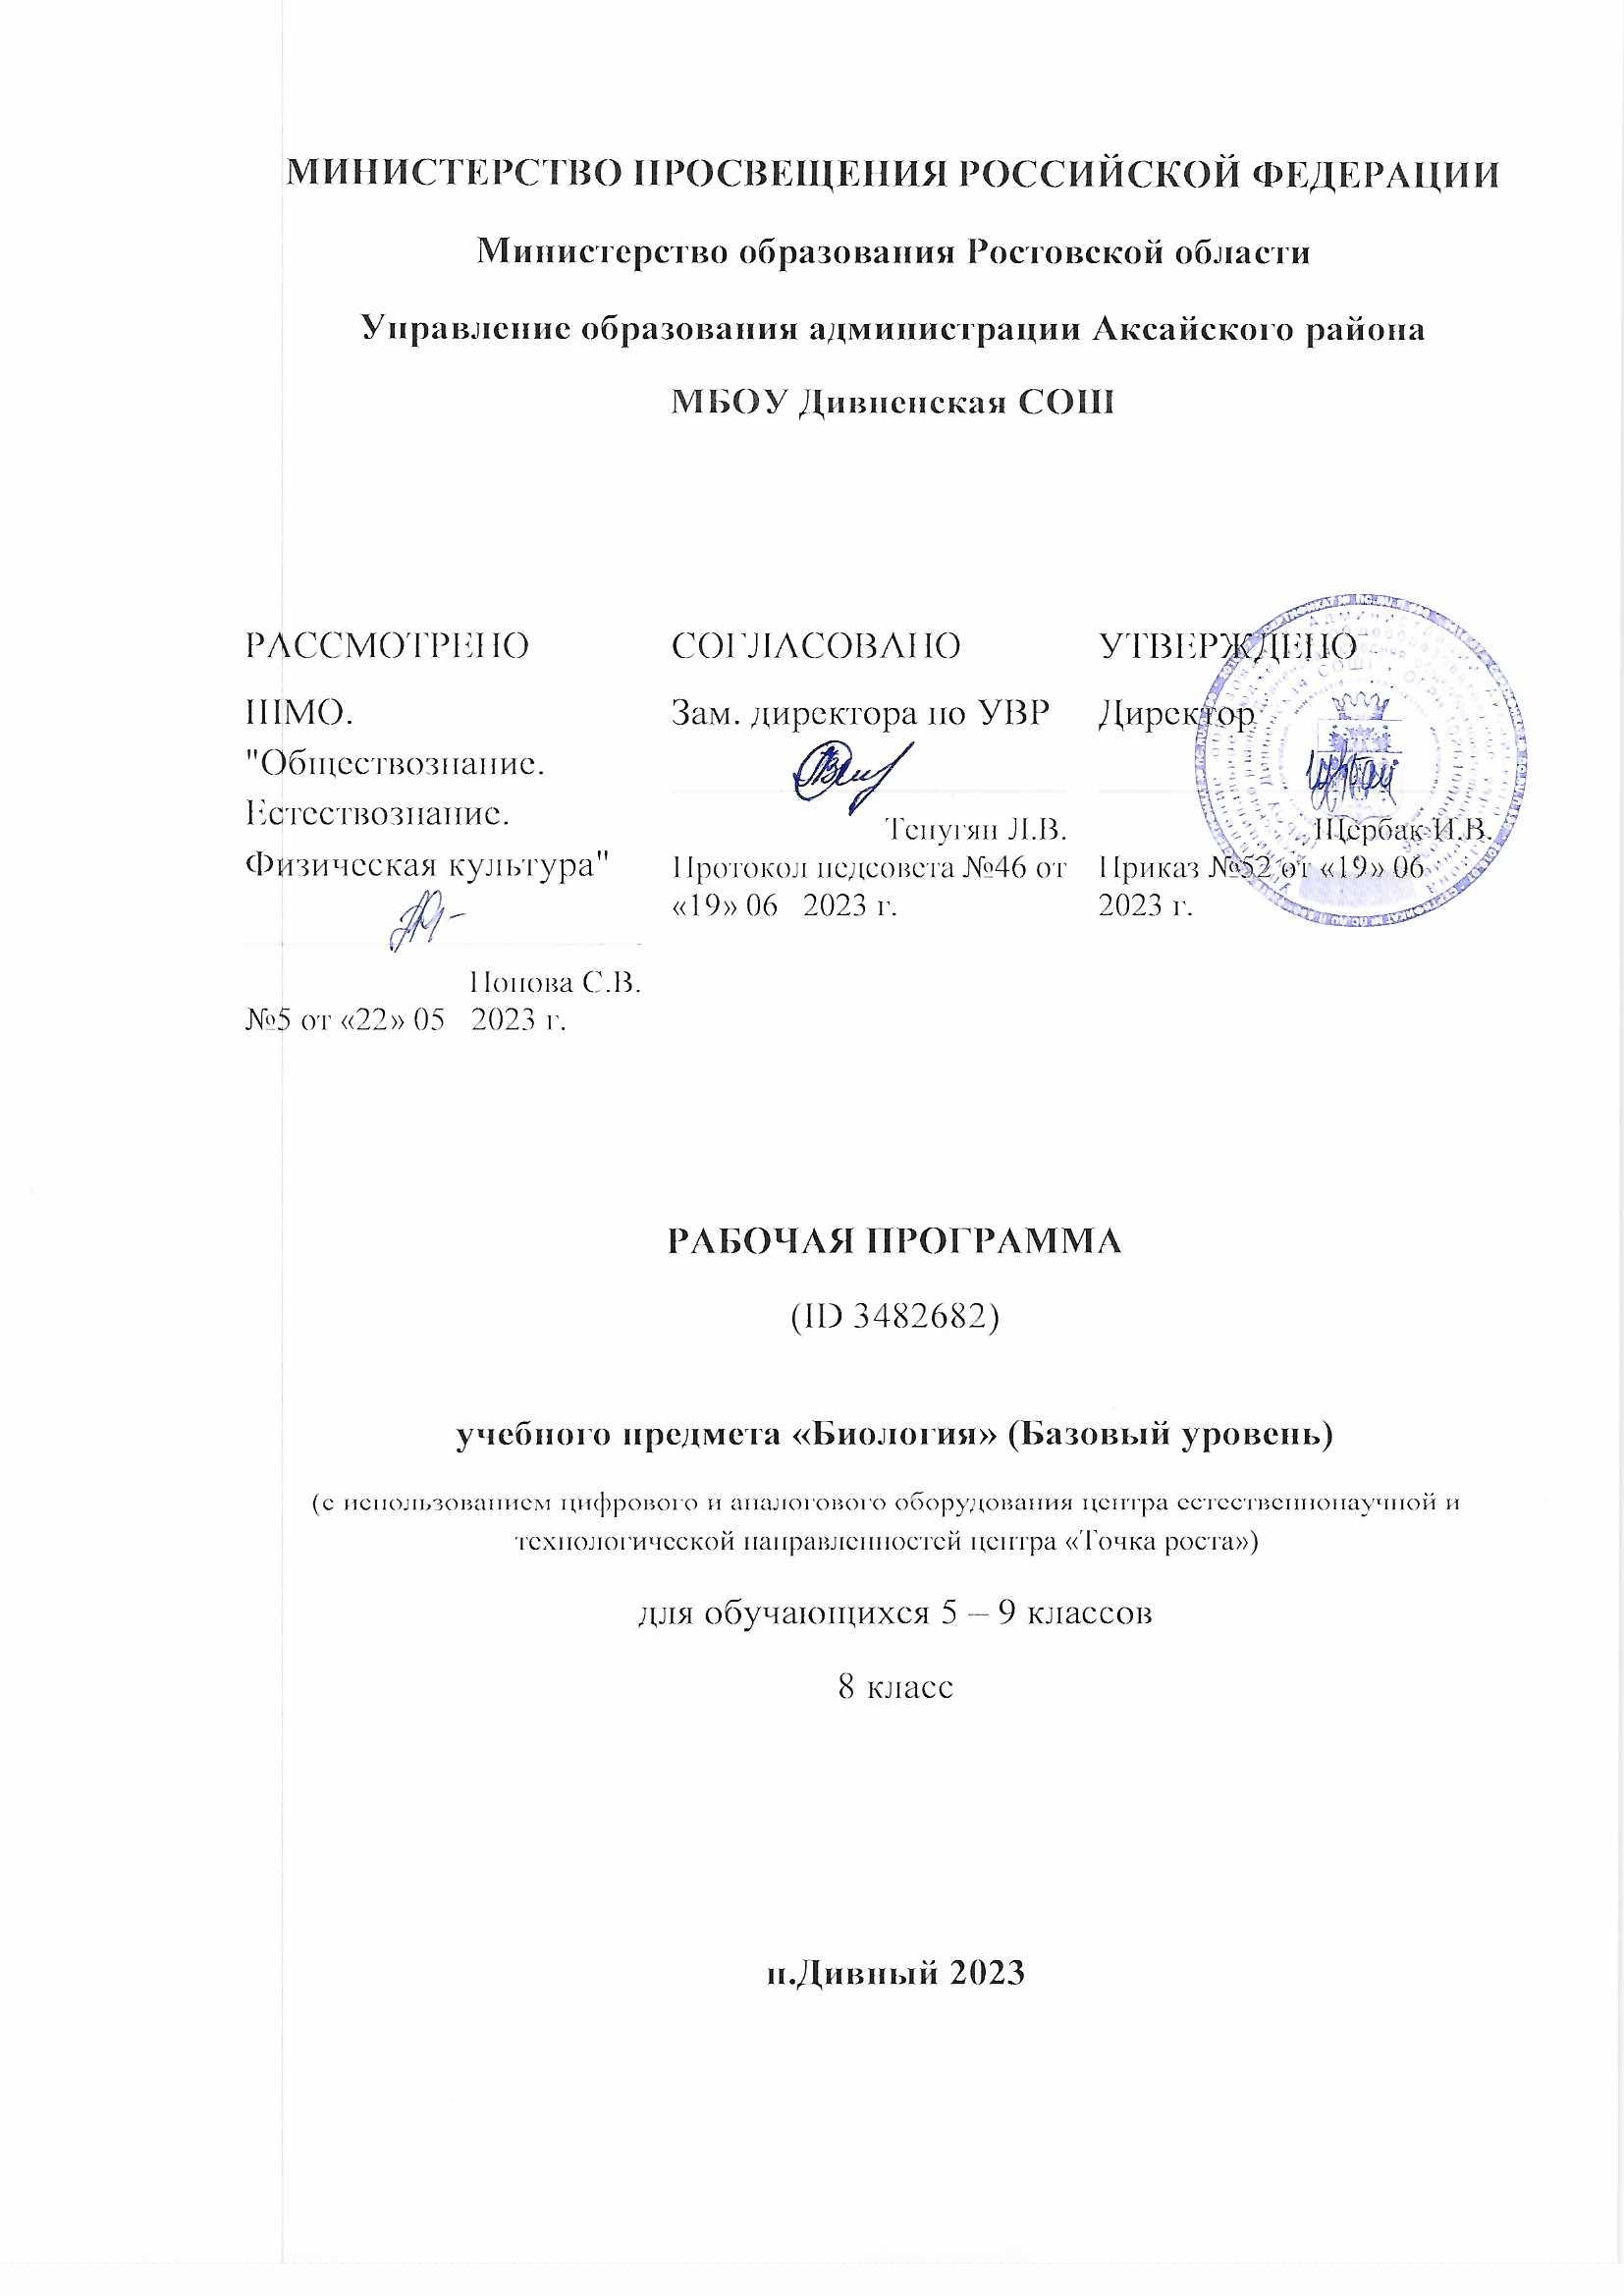 МИНИСТЕРСТВО ПРОСВЕЩЕНИЯ РОССИЙСКОЙ ФЕДЕРАЦИИ
Министерство образования Ростовской области
Управление образования администрации Аксайского района
МБОУ Дивненская СОШ
РАССМОТРЕНО
ШМО.
"Обществознание.
Естествознание.
Физическая культура"
Попова С.В.
№5 от «22» 05 2023 г.
СОГЛАСОВАНО
Зам. директора по УВР
Тенугян Л.В.
Протокол педсовета №46 от
«19» 06 2023 г.
УТВЕРЖДЕНО
Директор
Щербак И.В.
Приказ №52 от «19» 06
2023 г.
РАБОЧАЯ ПРОГРАММА
(ID 3482682)
учебного предмета «Биология» (Базовый уровень)
(с использованием цифрового и аналогового оборудования центра естественнонаучной и
технологической направленностей центра «Точка роста»)
для обучающихся 5 – 9 классов
8 класс
п.Дивный 2023